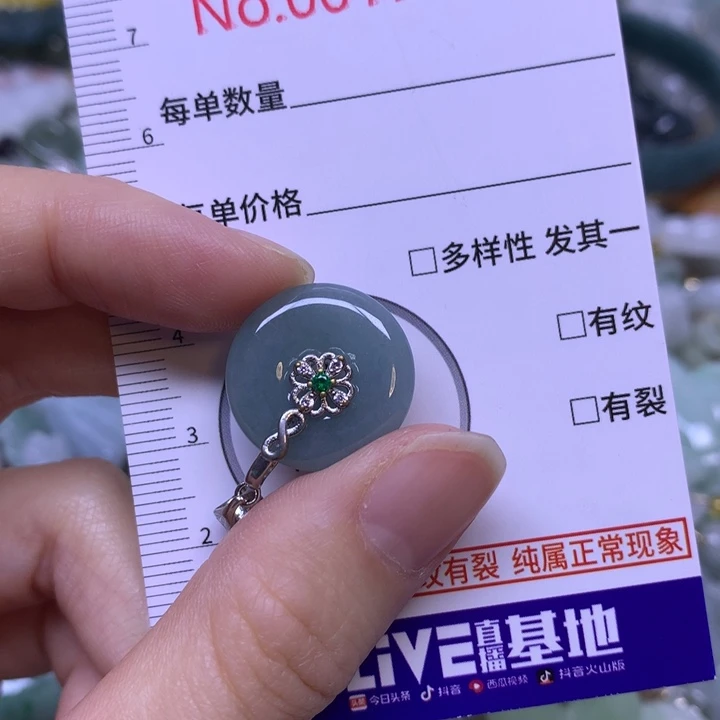 7
每单数量
6
单价格
□多样性 发其一
□有纹
4
□有裂
3
2
有裂 纯属正常现象
LiVE直播基地
头条 今日头条 抖音 西瓜视频 抖音火山版